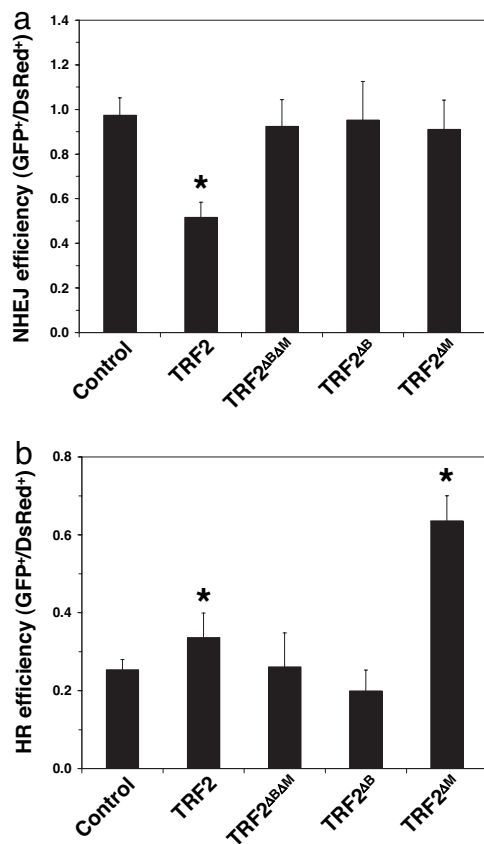 a
NHEJ efficiency (GFP⁺/DsRed⁺)
1.4
1.2
1.0
0.8
0.6
0.4
0.2
0.0
*
Control
TRF2
TRF2ΔBΔM
TRF2ΔB
TRF2ΔM
b
HR efficiency (GFP⁺/DsRed⁺)
0.8
0.6
0.4
0.2
0.0
*
*
Control
TRF2
TRF2ΔBΔM
TRF2ΔB
TRF2ΔM